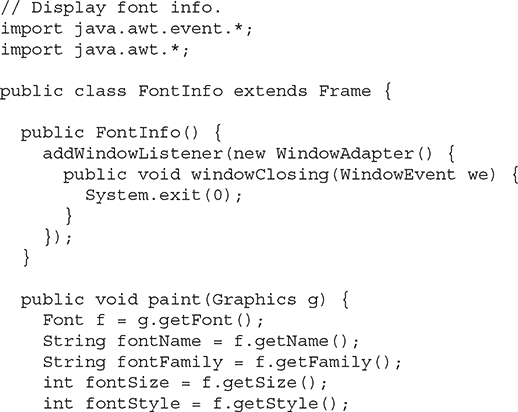 // Display font info.
import java.awt.event.*;
import java.awt.*;

public class FontInfo extends Frame {

  public FontInfo() {
    addWindowListener(new WindowAdapter() {
      public void windowClosing(WindowEvent we) {
        System.exit(0);
      }
    });
  }

  public void paint(Graphics g) {
    Font f = g.getFont();
    String fontName = f.getName();
    String fontFamily = f.getFamily();
    int fontSize = f.getSize();
    int fontStyle = f.getStyle();